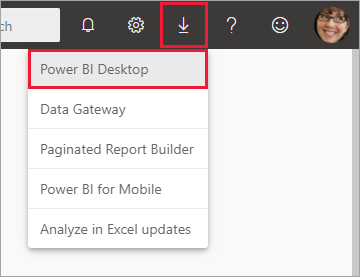 ch
Power BI Desktop
Data Gateway
Paginated Report Builder
Power BI for Mobile
Analyze in Excel updates